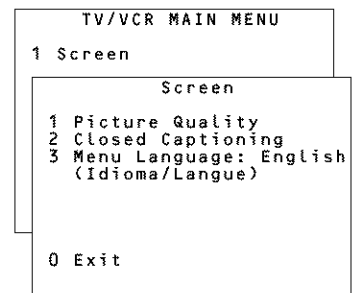 TV/VCR MAIN MENU
1 Screen
Screen
1 Picture Quality
2 Closed Captioning
3 Menu Language: English
(Idioma/Langue)
0 Exit